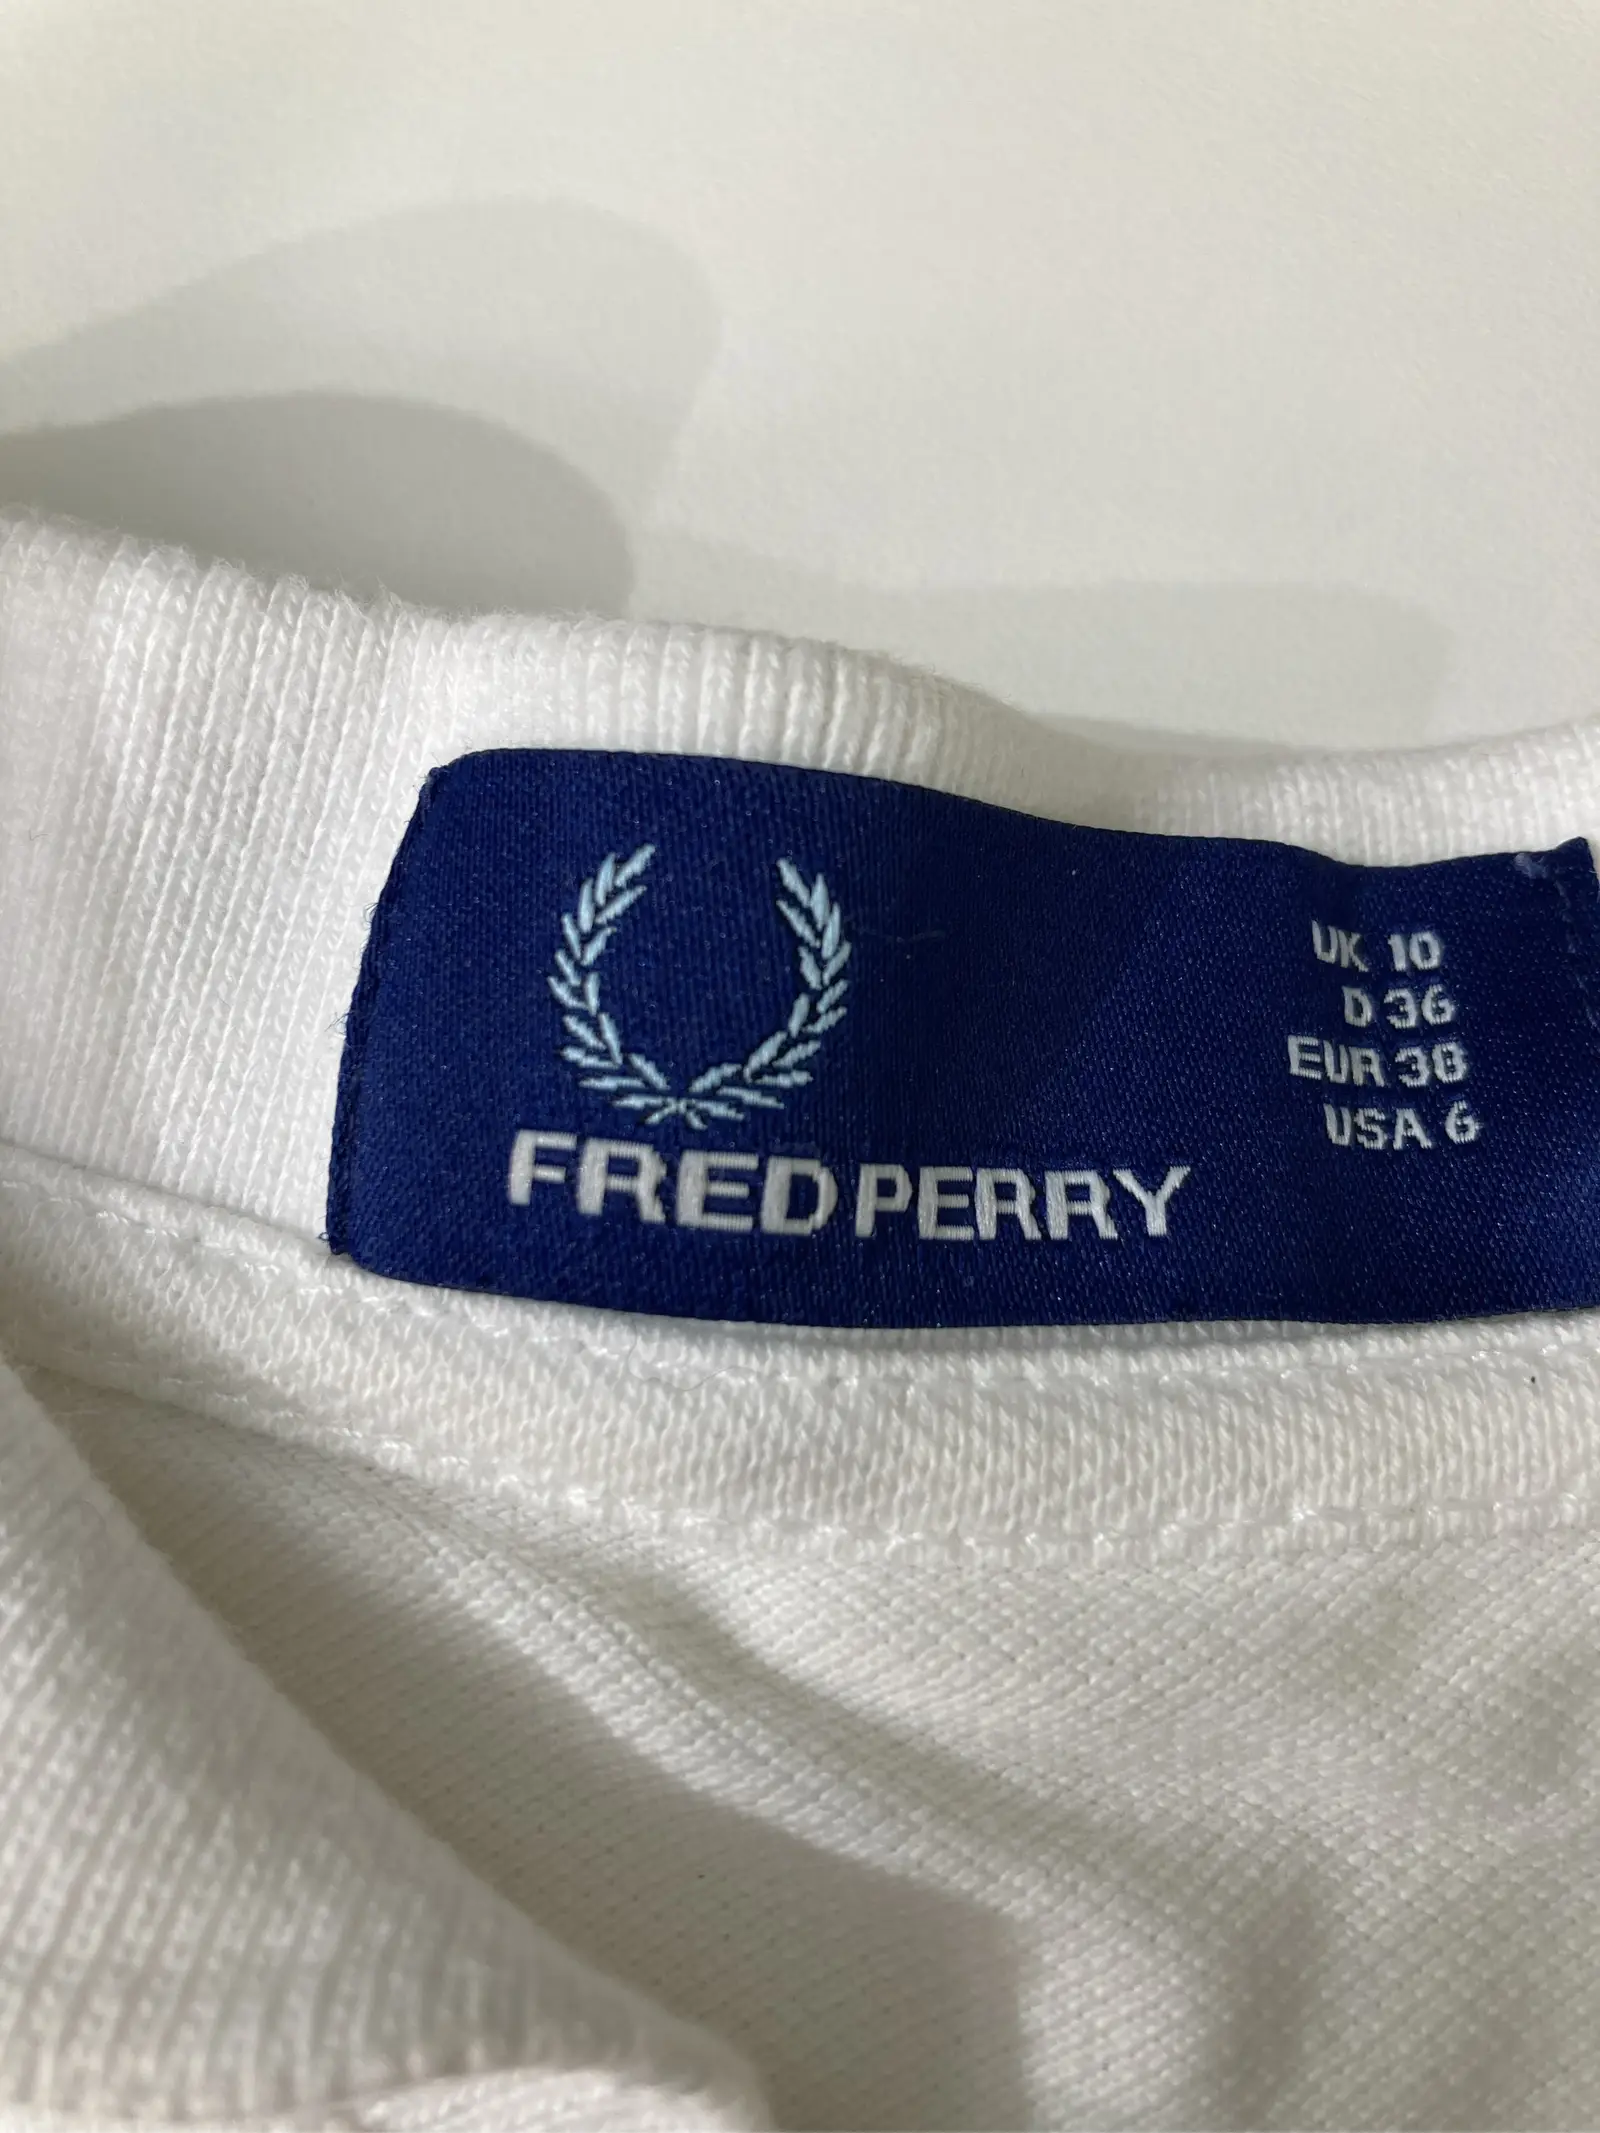 FRED PERRY
UK 10
D 36
EUR 38
USA 6